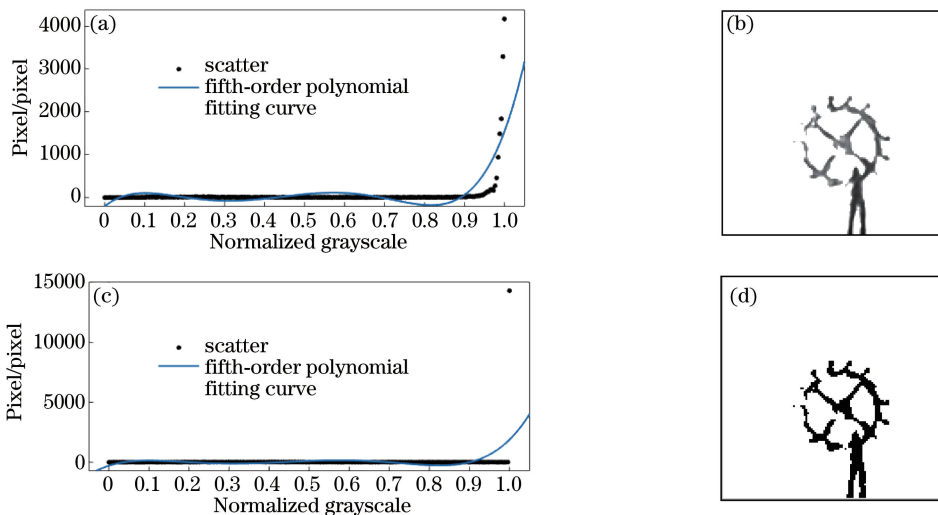 (a)
4000
3000
2000
1000
0
Pixel/pixel
scatter
fifth-order polynomial
fitting curve
0 0.1 0.2 0.3 0.4 0.5 0.6 0.7 0.8 0.9 1.0
Normalized grayscale
(b)
(c)
15000
10000
5000
0
Pixel/pixel
scatter
fifth-order polynomial
fitting curve
0 0.1 0.2 0.3 0.4 0.5 0.6 0.7 0.8 0.9 1.0
Normalized grayscale
(d)